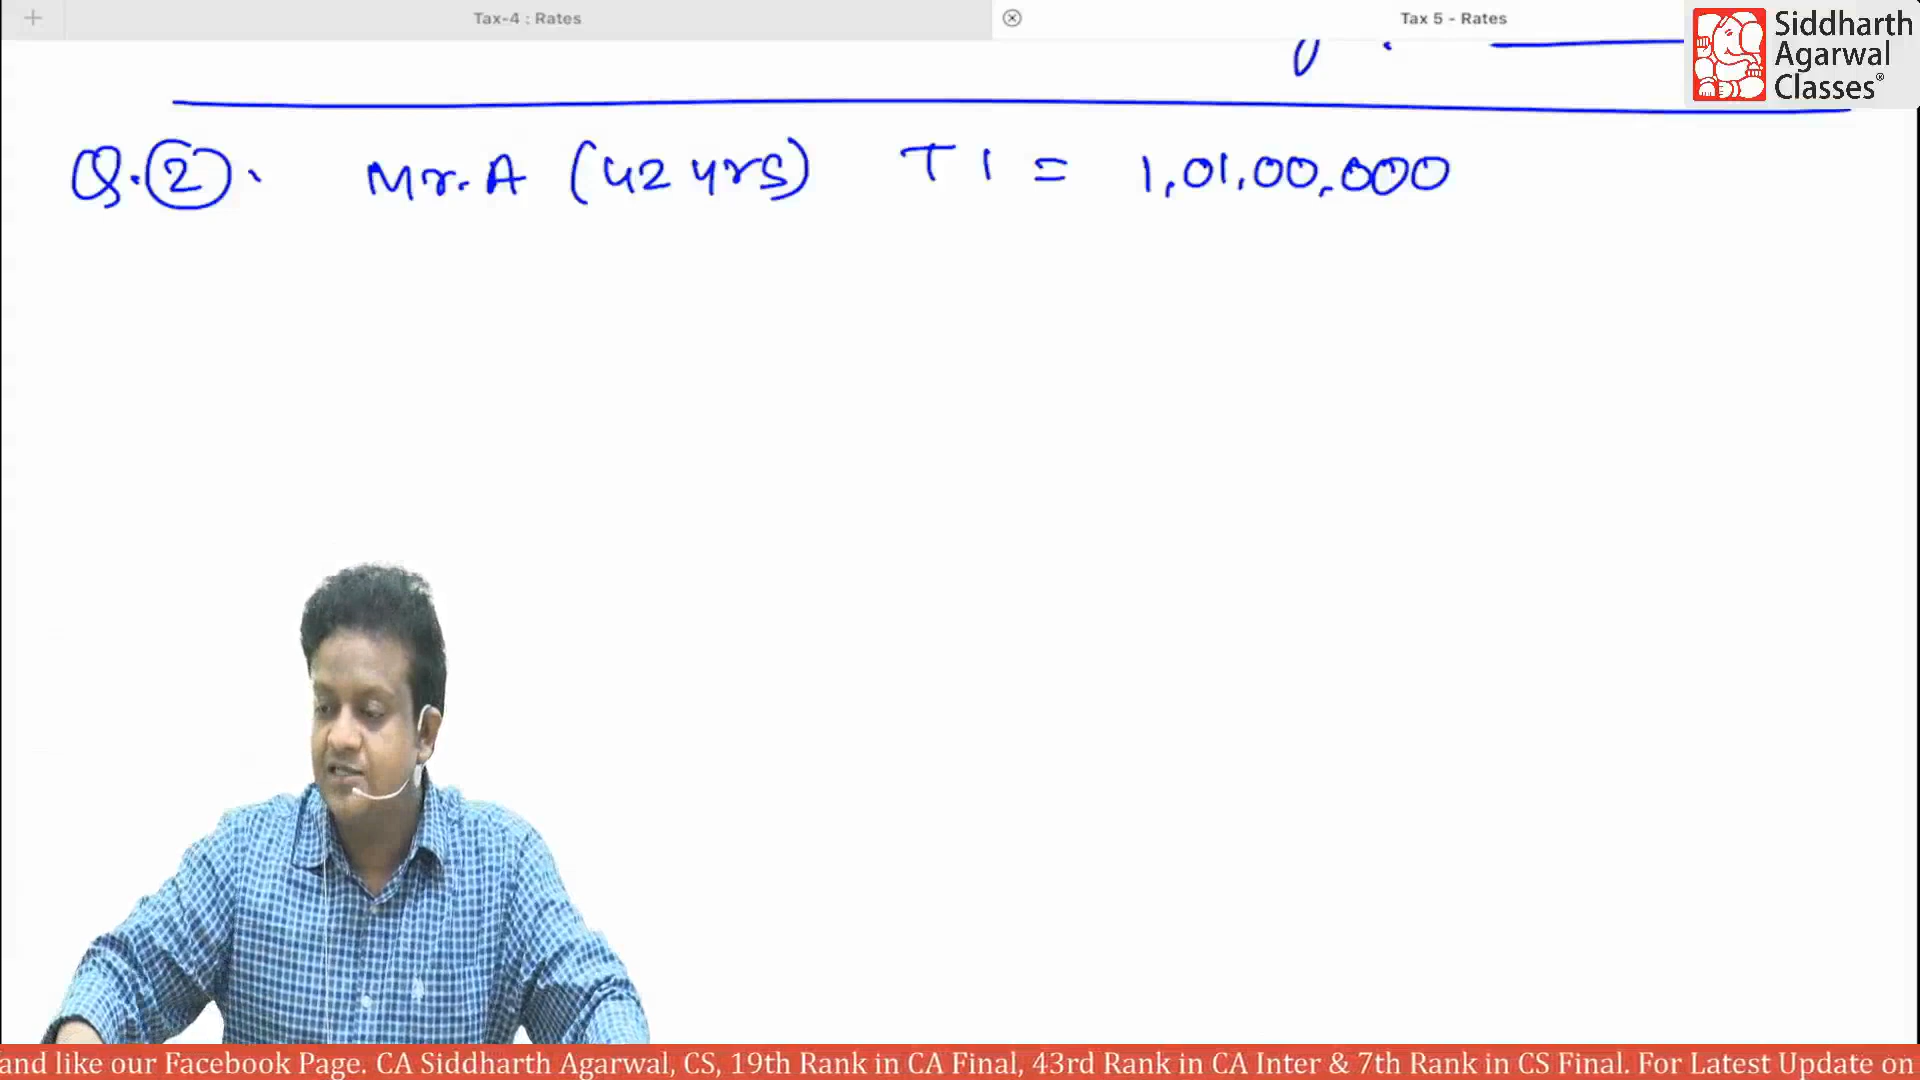 Tax-4 : Rates
Tax 5 - Rates
Siddharth
Agarwal
Classes®
Q.(2). Mr. A (42 yrs) TI = 1,01,00,000
and like our Facebook Page. CA Siddharth Agarwal, CS, 19th Rank in CA Final, 43rd Rank in CA Inter & 7th Rank in CS Final. For Latest Update on